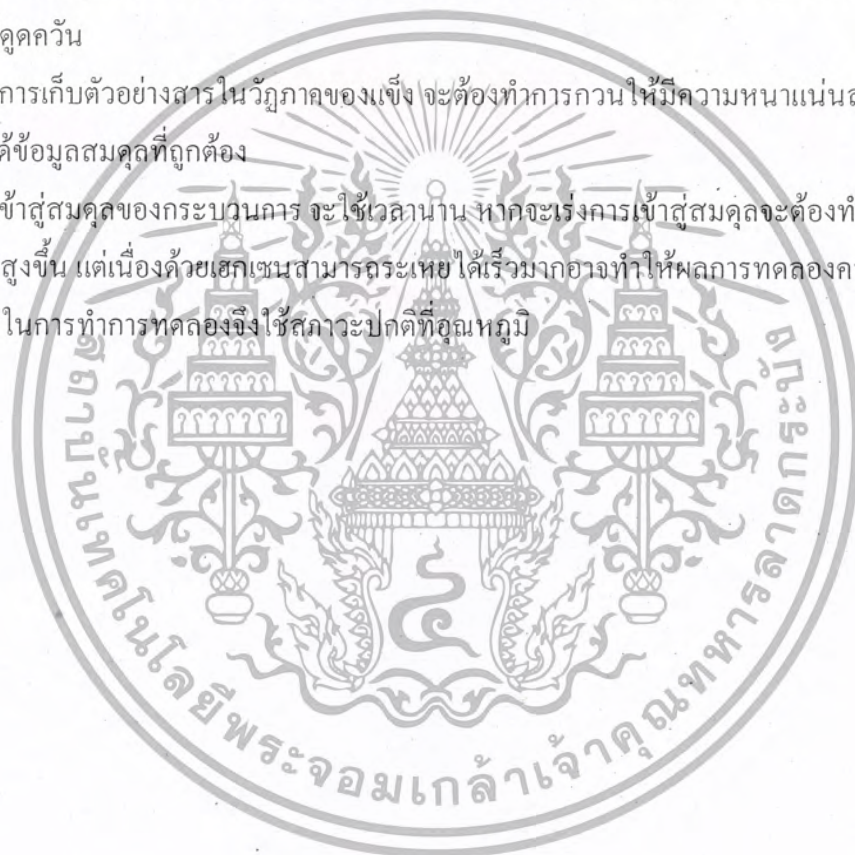 ดูดควัน
การเก็บตัวอย่างสารในวัฏภาคของแข็ง จะต้องทำการกวนให้มีความหนาแน่นส
ด้ข้อมูลสมดุลที่ถูกต้อง
ข้าสู่สมดุลของกระบวนการ จะใช้เวลานาน หากจะเร่งการเข้าสู่สมดุลจะต้องทำ
สูงขึ้น แต่เนื่องด้วยเฮกเซนสามารถระเหยได้เร็วมากอาจทำให้ผลการทดลองค
ในการทำการทดลองจึงใช้สภาวะปกติที่อุณหภูมิ
สถาบันเทคโนโลยีพระจอมเกล้าเจ้าคุณทหารลาดกระบัง